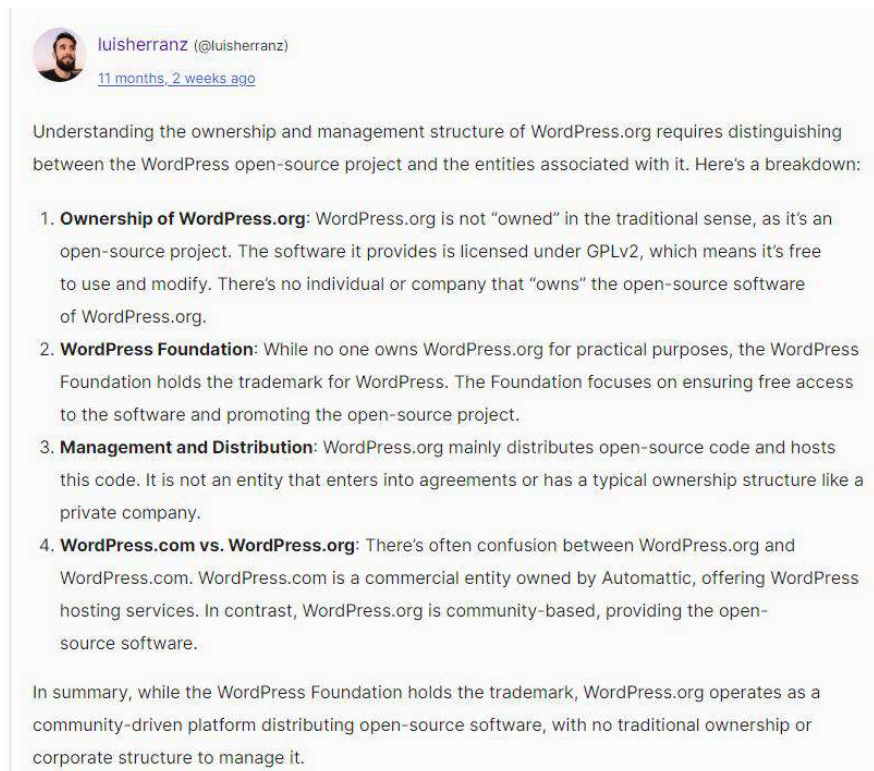 luisherranz (@luisherranz)
11 months, 2 weeks ago
Understanding the ownership and management structure of WordPress.org requires distinguishing
between the WordPress open-source project and the entities associated with it. Here’s a breakdown:
1. Ownership of WordPress.org: WordPress.org is not “owned” in the traditional sense, as it’s an
open-source project. The software it provides is licensed under GPLv2, which means it’s free
to use and modify. There’s no individual or company that “owns” the open-source software
of WordPress.org.
2. WordPress Foundation: While no one owns WordPress.org for practical purposes, the WordPress
Foundation holds the trademark for WordPress. The Foundation focuses on ensuring free access
to the software and promoting the open-source project.
3. Management and Distribution: WordPress.org mainly distributes open-source code and hosts
this code. It is not an entity that enters into agreements or has a typical ownership structure like a
private company.
4. WordPress.com vs. WordPress.org: There’s often confusion between WordPress.org and
WordPress.com. WordPress.com is a commercial entity owned by Automattic, offering WordPress
hosting services. In contrast, WordPress.org is community-based, providing the open-
source software.
In summary, while the WordPress Foundation holds the trademark, WordPress.org operates as a
community-driven platform distributing open-source software, with no traditional ownership or
corporate structure to manage it.